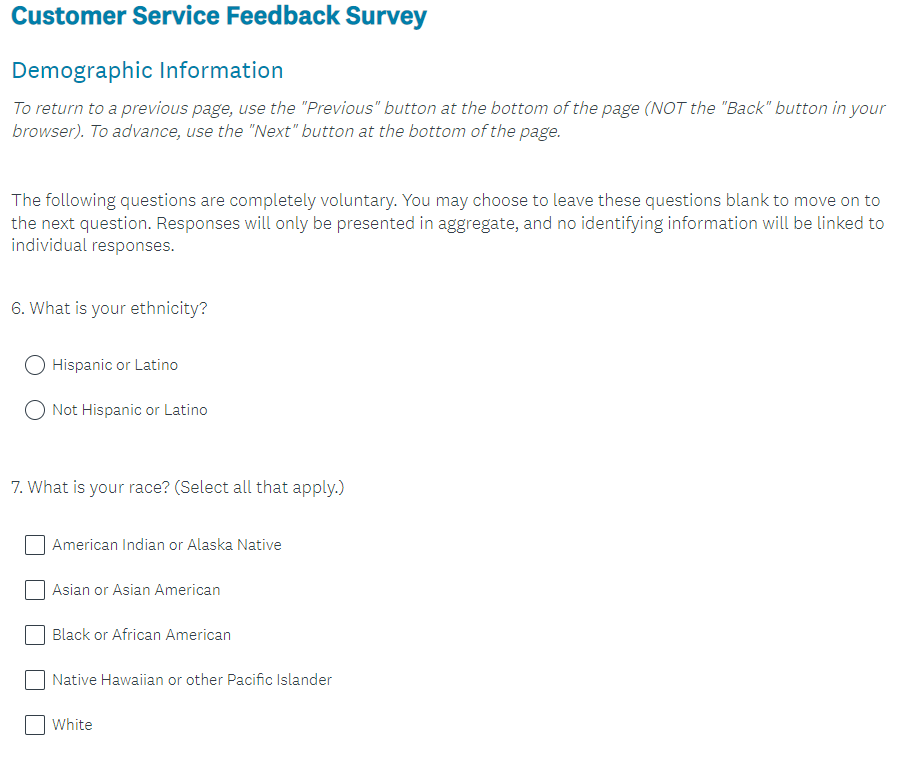 Customer Service Feedback Survey
Demographic Information
To return to a previous page, use the "Previous" button at the bottom of the page (NOT the "Back" button in your
browser). To advance, use the "Next" button at the bottom of the page.
The following questions are completely voluntary. You may choose to leave these questions blank to move on to
the next question. Responses will only be presented in aggregate, and no identifying information will be linked to
individual responses.
6. What is your ethnicity?
Hispanic or Latino
Not Hispanic or Latino
7. What is your race? (Select all that apply.)
American Indian or Alaska Native
Asian or Asian American
Black or African American
Native Hawaiian or other Pacific Islander
White